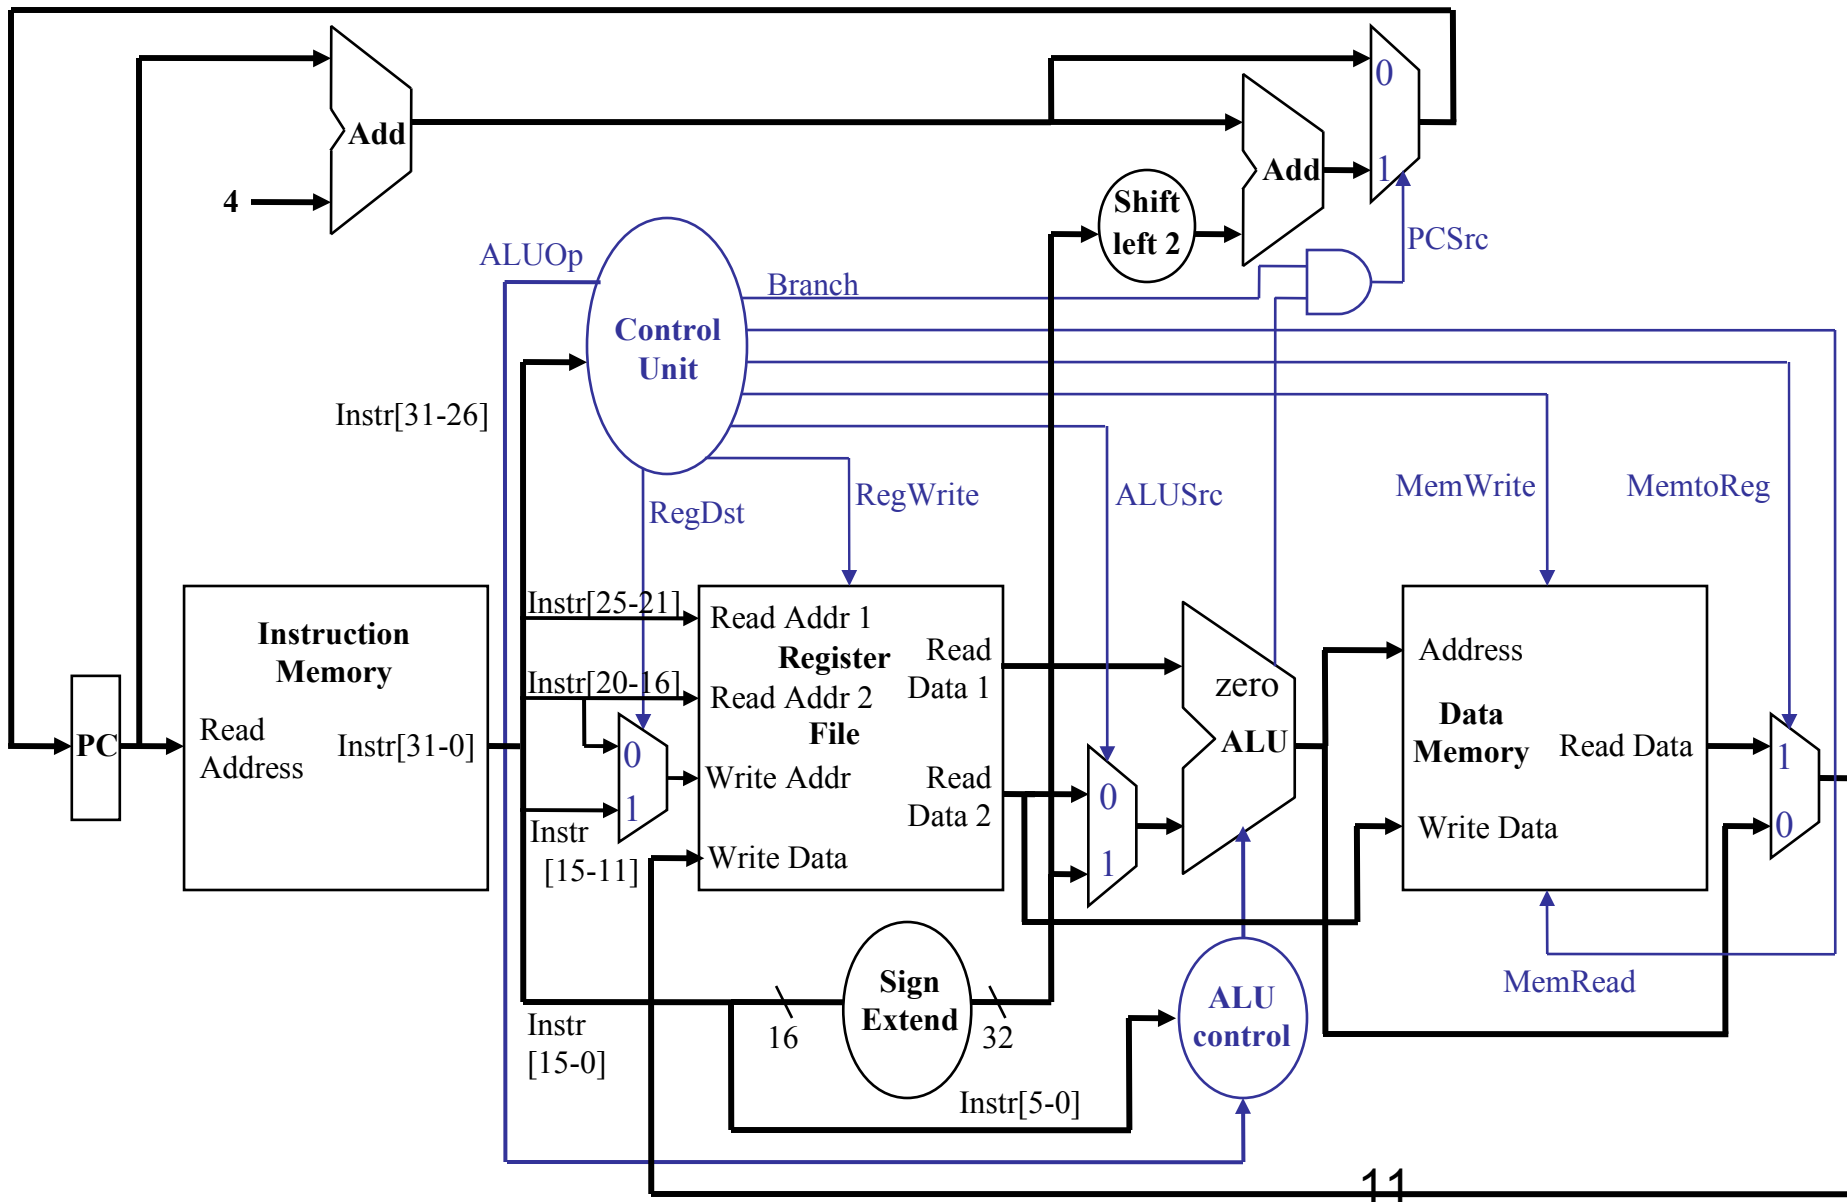 0
Add
Add
1
4
Shift
left 2
PCSrc
ALUOp
Branch
Control
Unit
Instr[31-26]
RegDst
RegWrite
ALUSrc
MemWrite
MemtoReg
Instruction
Memory
Read
Address
Instr[31-0]
PC
Instr[25-21]
Instr[20-16]
0
1
Instr
[15-11]
Read Addr 1
Register
Read Addr 2
File
Write Addr
Write Data
Read
Data 1
Read
Data 2
0
1
zero
ALU
Address
Data
Memory
Read Data
Write Data
1
0
MemRead
Sign
Extend
16
32
Instr
[15-0]
ALU
control
Instr[5-0]
11